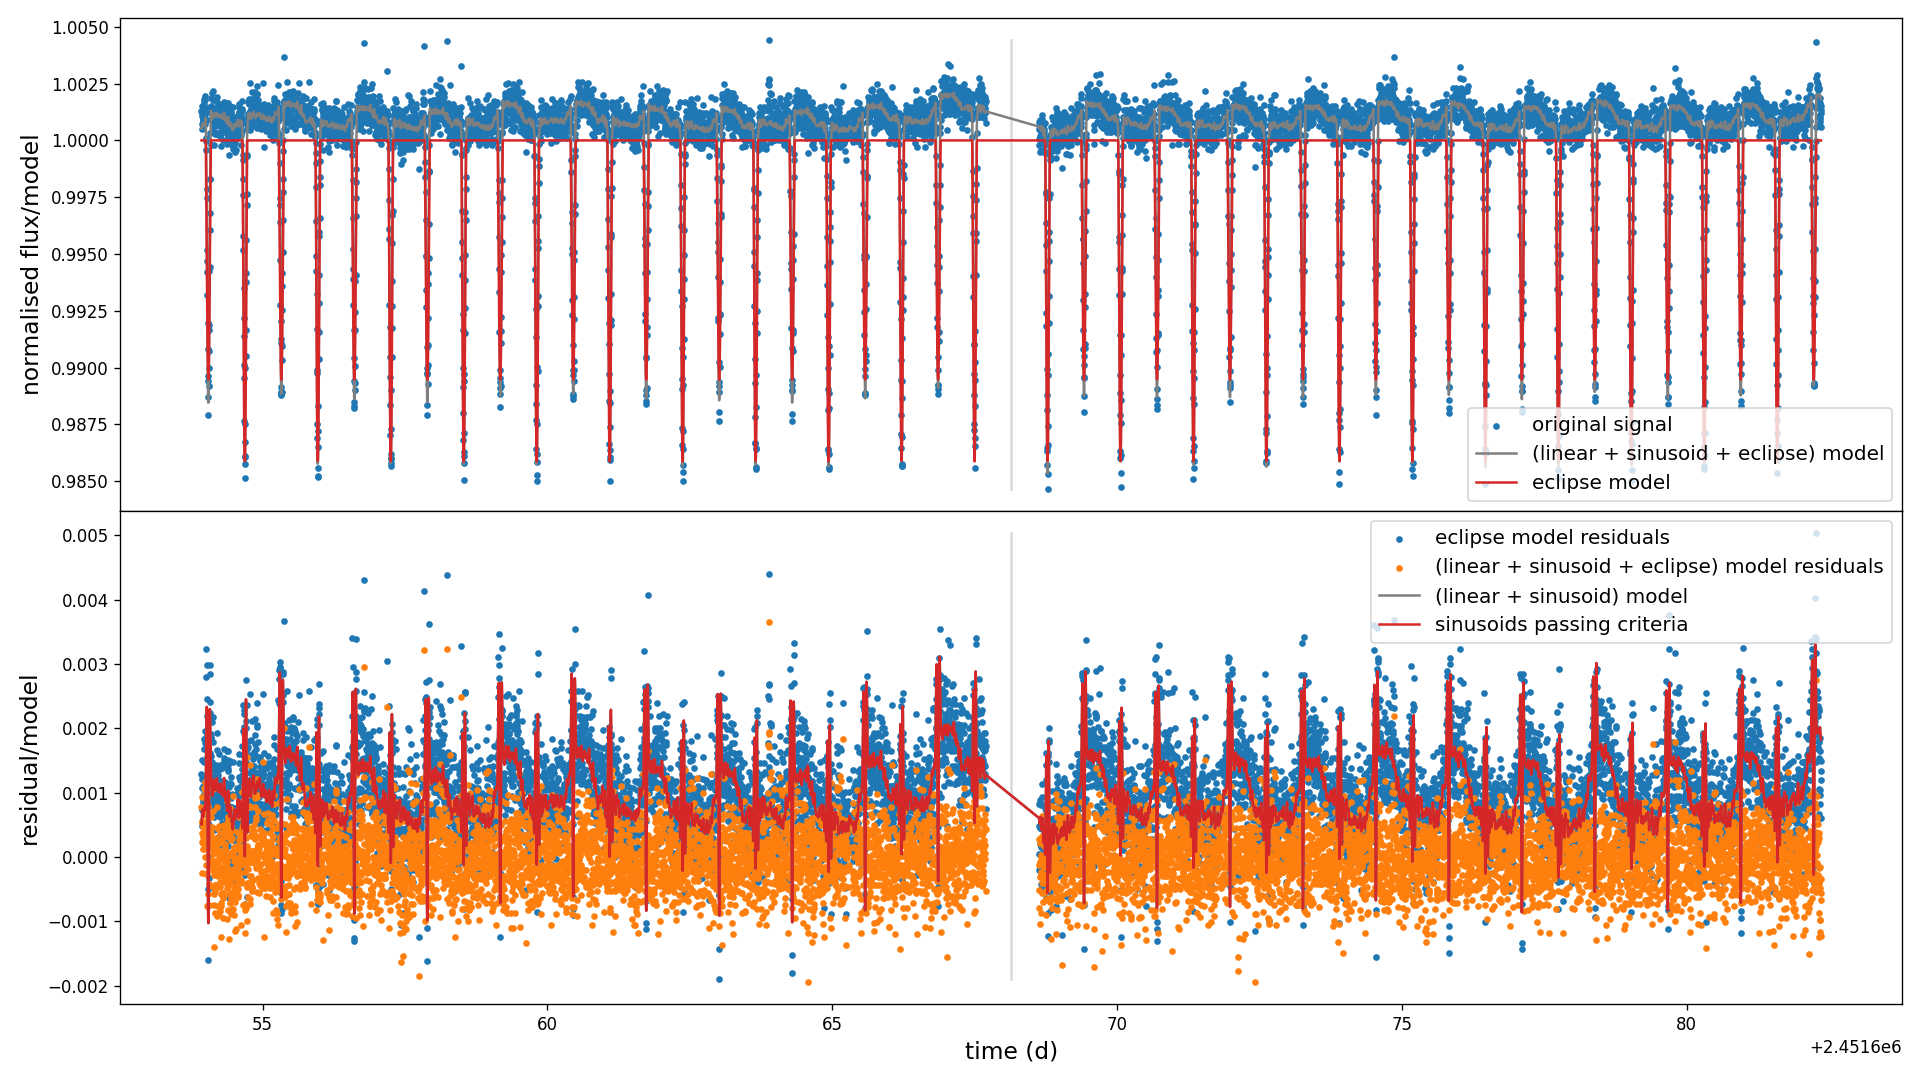 1.0050
1.0025
1.0000
0.9975
0.9950
0.9925
0.9900
0.9875
0.9850
normalised flux/model
original signal
(linear + sinusoid + eclipse) model
eclipse model
0.005
0.004
0.003
0.002
0.001
0.000
−0.001
−0.002
residual/model
eclipse model residuals
(linear + sinusoid + eclipse) model residuals
(linear + sinusoid) model
sinusoids passing criteria
55
60
65
70
75
80
time (d)
+2.4516e6